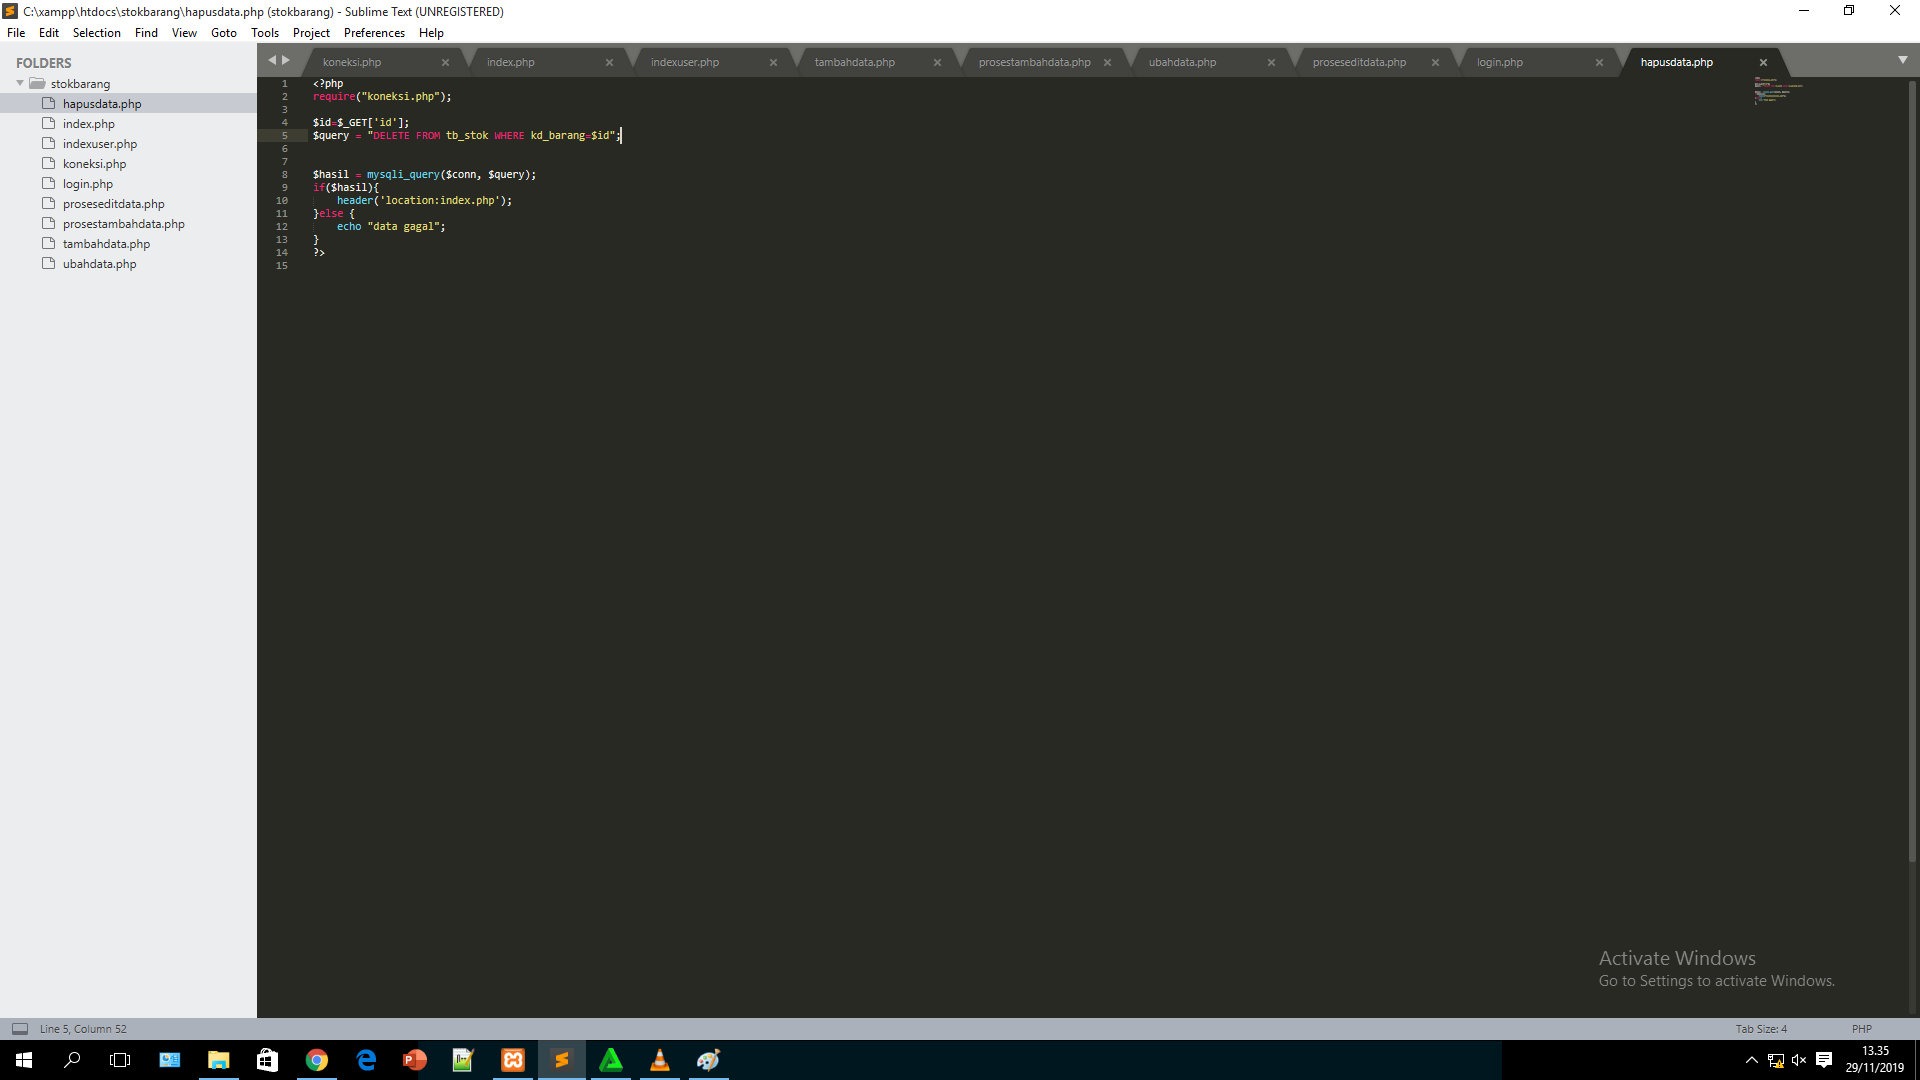 C:\xampp\htdocs\stokbarang\hapusdata.php (stokbarang) - Sublime Text (UNREGISTERED)
File Edit Selection Find View Goto Tools Project Preferences Help
FOLDERS
stokbarang
hapusdata.php
index.php
indexuser.php
koneksi.php
login.php
proseseditdata.php
prosestambahdata.php
tambahdata.php
ubahdata.php
koneksi.php index.php indexuser.php tambahdata.php prosestambahdata.php ubahdata.php proseseditdata.php login.php hapusdata.php
1 <?php
2 require("koneksi.php");
3
4 $id=$_GET['id'];
5 $query = "DELETE FROM tb_stok WHERE kd_barang=$id";
6
7
8 $hasil = mysqli_query($conn, $query);
9 if($hasil){
10 header('location:index.php');
11 }else {
12 echo "data gagal";
13 }
14 ?>
15
Activate Windows
Go to Settings to activate Windows.
Line 5, Column 52
Tab Size: 4
PHP
13.35
29/11/2019